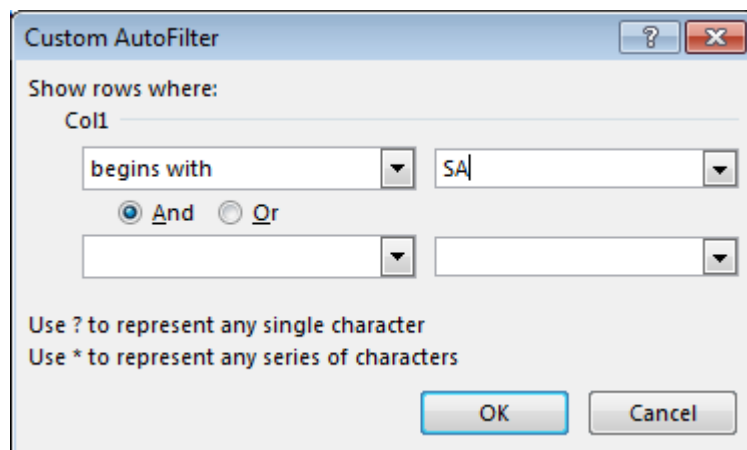 Custom AutoFilter ?
Show rows where:
Col1
begins with SA
And Or
Use ? to represent any single character
Use * to represent any series of characters
OK Cancel